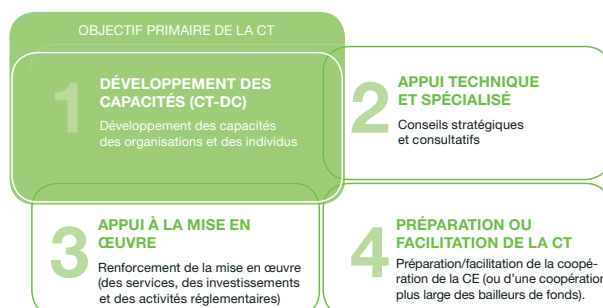 OBJECTIF PRIMAIRE DE LA CT
1
DÉVELOPPEMENT DES
CAPACITÉS (CT-DC)
Développement des capacités
des organisations et des individus
2
APPUI TECHNIQUE
ET SPÉCIALISÉ
Conseils stratégiques
et consultatifs
3
APPUI À LA MISE EN
ŒUVRE
Renforcement de la mise en œuvre
(des services, des investissements
et des activités réglementaires)
4
PRÉPARATION OU
FACILITATION DE LA CT
Préparation/facilitation de la coopé-
ration de la CE (ou d'une coopération
plus large des bailleurs de fonds).